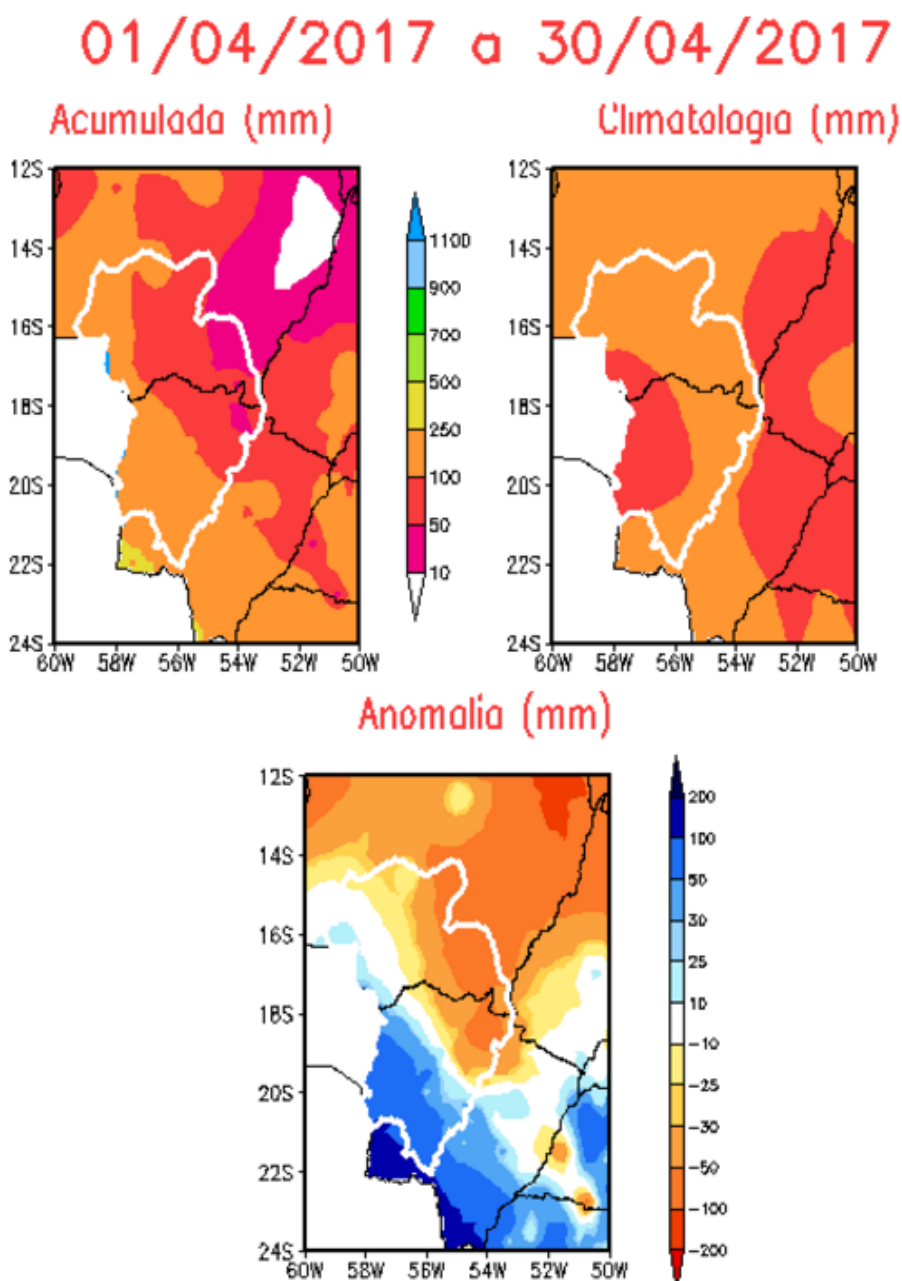 01/04/2017 a 30/04/2017
Acumulada (mm)
Climatologia (mm)
12S
14S
16S
18S
20S
22S
24S
60W 58W 56W 54W 52W 50W
1100
900
700
500
250
100
50
10
12S
14S
16S
18S
20S
22S
24S
60W 58W 56W 54W 52W 50W
Anomalia (mm)
12S
14S
16S
18S
20S
22S
24S
60W 58W 56W 54W 52W 50W
200
100
50
30
25
10
-10
-25
-30
-50
-100
-200